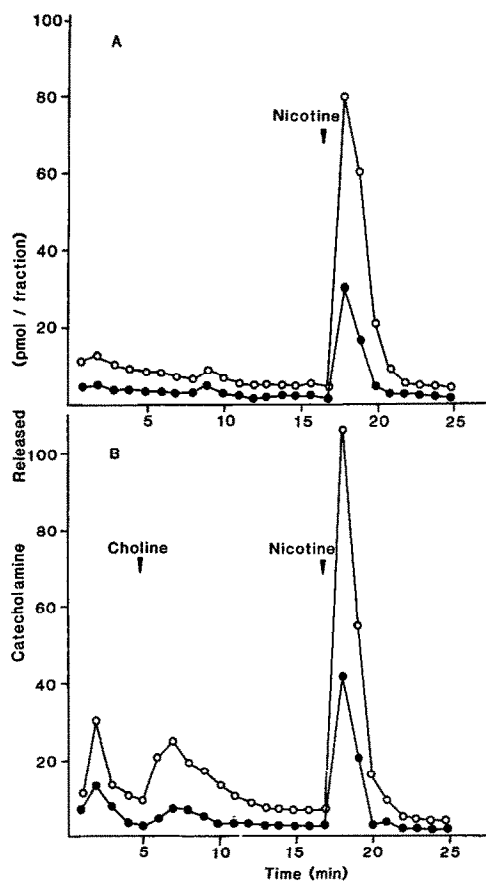 100
A
80
Nicotine
60
40
20
5 10 15 20 25
B
100
Choline Nicotine
80
60
40
20
5 10 15 20 25
Time (min)
Catecholamine Released (pmol / fraction)